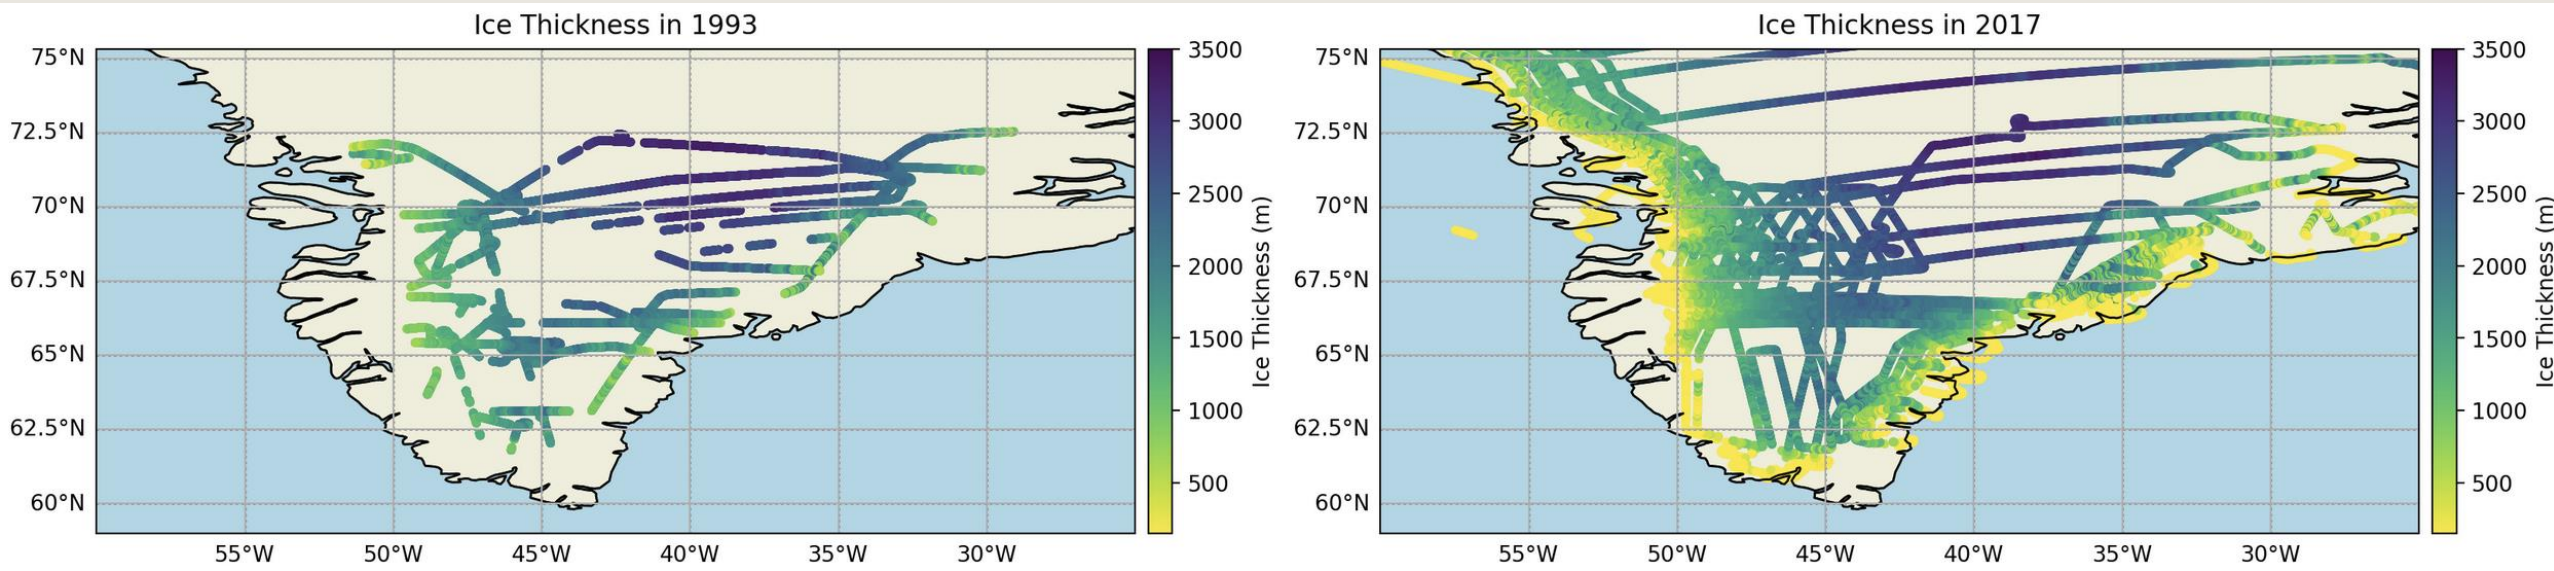 Ice Thickness in 1993
75°N
72.5°N
70°N
67.5°N
65°N
62.5°N
60°N
55°W 50°W 45°W 40°W 35°W 30°W
3500
3000
2500
2000
1500
1000
500
Ice Thickness (m)
Ice Thickness in 2017
75°N
72.5°N
70°N
67.5°N
65°N
62.5°N
60°N
55°W 50°W 45°W 40°W 35°W 30°W
3500
3000
2500
2000
1500
1000
500
Ice Thickness (m)